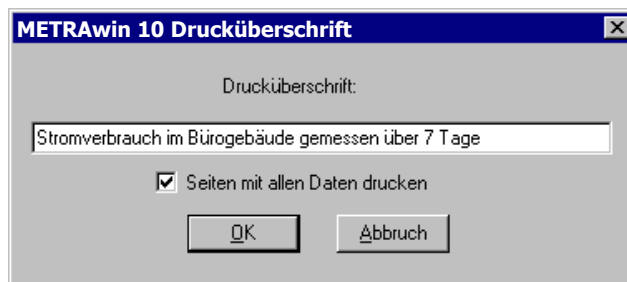 METRAwin 10 Drucküberschrift
Drucküberschrift:
Stromverbrauch im Bürogebäude gemessen über 7 Tage
Seiten mit allen Daten drucken
OK
Abbruch